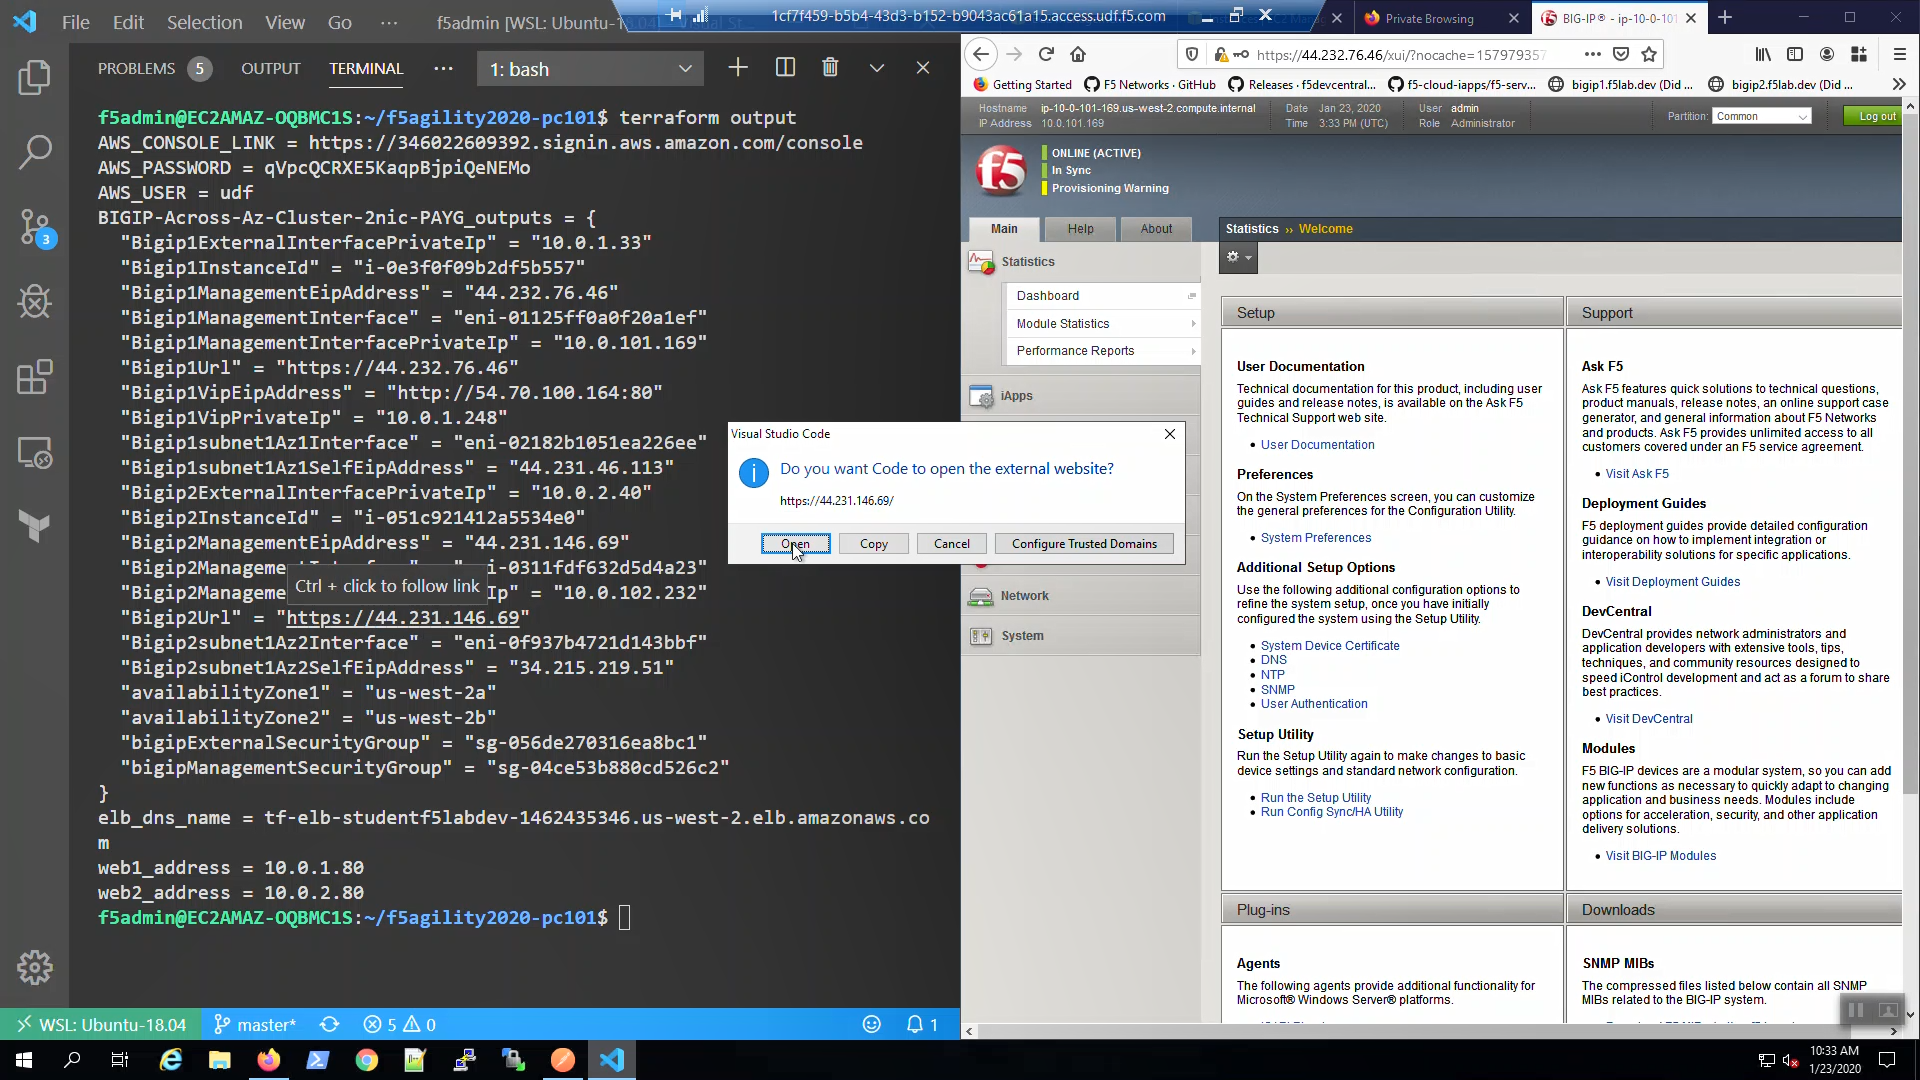 File Edit Selection View Go ··· f5admin [WSL: Ubuntu-18.04]
1cf7f459-b5b4-43d3-b152-b9043ac61a15.access.udf.f5.com
Private Browsing
BIG-IP® - ip-10-0-101
PROBLEMS 5 OUTPUT TERMINAL ··· 1: bash
https://44.232.76.46/xui/?nocache=157979357
Getting Started F5 Networks · GitHub Releases · f5devcentral... f5-cloud-iapps/f5-serv... bigip1.f5lab.dev (Did ... bigip2.f5lab.dev (Did ...
f5admin@EC2AMAZ-OQBMC1S:~/f5agility2020-pc101$ terraform output
AWS_CONSOLE_LINK = https://346022609392.signin.aws.amazon.com/console
AWS_PASSWORD = qVpcQCRXE5KaqpBjpiQeNEMo
AWS_USER = udf
BIGIP-Across-Az-Cluster-2nic-PAYG_outputs = {
"Bigip1ExternalInterfacePrivateIp" = "10.0.1.33"
"Bigip1InstanceId" = "i-0e3f0f09b2df5b557"
"Bigip1ManagementEipAddress" = "44.232.76.46"
"Bigip1ManagementInterface" = "eni-01125ff0a0f20a1ef"
"Bigip1ManagementInterfacePrivateIp" = "10.0.101.169"
"Bigip1Url" = "https://44.232.76.46"
"Bigip1VipEipAddress" = "http://54.70.100.164:80"
"Bigip1VipPrivateIp" = "10.0.1.248"
"Bigip1subnet1Az1Interface" = "eni-02182b1051ea226ee"
"Bigip1subnet1Az1SelfEipAddress" = "44.231.46.113"
"Bigip2ExternalInterfacePrivateIp" = "10.0.2.40"
"Bigip2InstanceId" = "i-051c921412a5534e0"
"Bigip2ManagementEipAddress" = "44.231.146.69"
"Bigip2Management -0311fdf632d5d4a23"
"Bigip2Manageme Ip" = "10.0.102.232"
Ctrl + click to follow link
"Bigip2Url" = "https://44.231.146.69"
"Bigip2subnet1Az2Interface" = "eni-0f937b4721d143bbf"
"Bigip2subnet1Az2SelfEipAddress" = "34.215.219.51"
"availabilityZone1" = "us-west-2a"
"availabilityZone2" = "us-west-2b"
"bigipExternalSecurityGroup" = "sg-056de270316ea8bc1"
"bigipManagementSecurityGroup" = "sg-04ce53b880cd526c2"
}
elb_dns_name = tf-elb-studentf5labdev-1462435346.us-west-2.elb.amazonaws.co
m
web1_address = 10.0.1.80
web2_address = 10.0.2.80
f5admin@EC2AMAZ-OQBMC1S:~/f5agility2020-pc101$
3
WSL: Ubuntu-18.04 master* 5 0 1
Visual Studio Code
Do you want Code to open the external website?
https://44.231.146.69/
Open Copy Cancel Configure Trusted Domains
Hostname ip-10-0-101-169.us-west-2.compute.internal Date Jan 23, 2020 User admin
IP Address 10.0.101.169 Time 3:33 PM (UTC) Role Administrator
Partition: Common Log out
f5
ONLINE (ACTIVE)
In Sync
Provisioning Warning
Main Help About
Statistics
Dashboard
Module Statistics
Performance Reports
iApps
Network
System
Statistics ›› Welcome
Setup
User Documentation
Technical documentation for this product, including user
guides and release notes, is available on the Ask F5
Technical Support web site.
User Documentation
Preferences
On the System Preferences screen, you can customize
the general preferences for the Configuration Utility.
System Preferences
Additional Setup Options
Use the following additional configuration options to
refine the system setup, once you have initially
configured the system using the Setup Utility.
System Device Certificate
DNS
NTP
SNMP
User Authentication
Setup Utility
Run the Setup Utility again to make changes to basic
device settings and standard network configuration.
Run the Setup Utility
Run Config Sync/HA Utility
Support
Ask F5
Ask F5 features quick solutions to technical questions,
product manuals, release notes, an online support case
generator, and general information about F5 Networks
and products. Ask F5 provides unlimited access to all
customers covered under an F5 service agreement.
Visit Ask F5
Deployment Guides
F5 deployment guides provide detailed configuration
guidance on how to implement integration or
interoperability solutions for specific applications.
Visit Deployment Guides
DevCentral
DevCentral provides network administrators and
application developers with extensive tools, tips,
techniques, and community resources designed to
speed iControl development and act as a forum to share
best practices.
Visit DevCentral
Modules
F5 BIG-IP devices are a modular system, so you can add
new functions as necessary to quickly adapt to changing
application and business needs. Modules include
options for acceleration, security, and other application
delivery solutions.
Visit BIG-IP Modules
Plug-ins
Agents
The following agents provide additional functionality for
Microsoft® Windows Server® platforms.
Downloads
SNMP MIBs
The compressed files listed below contain all SNMP
MIBs related to the BIG-IP system.
10:33 AM
1/23/2020